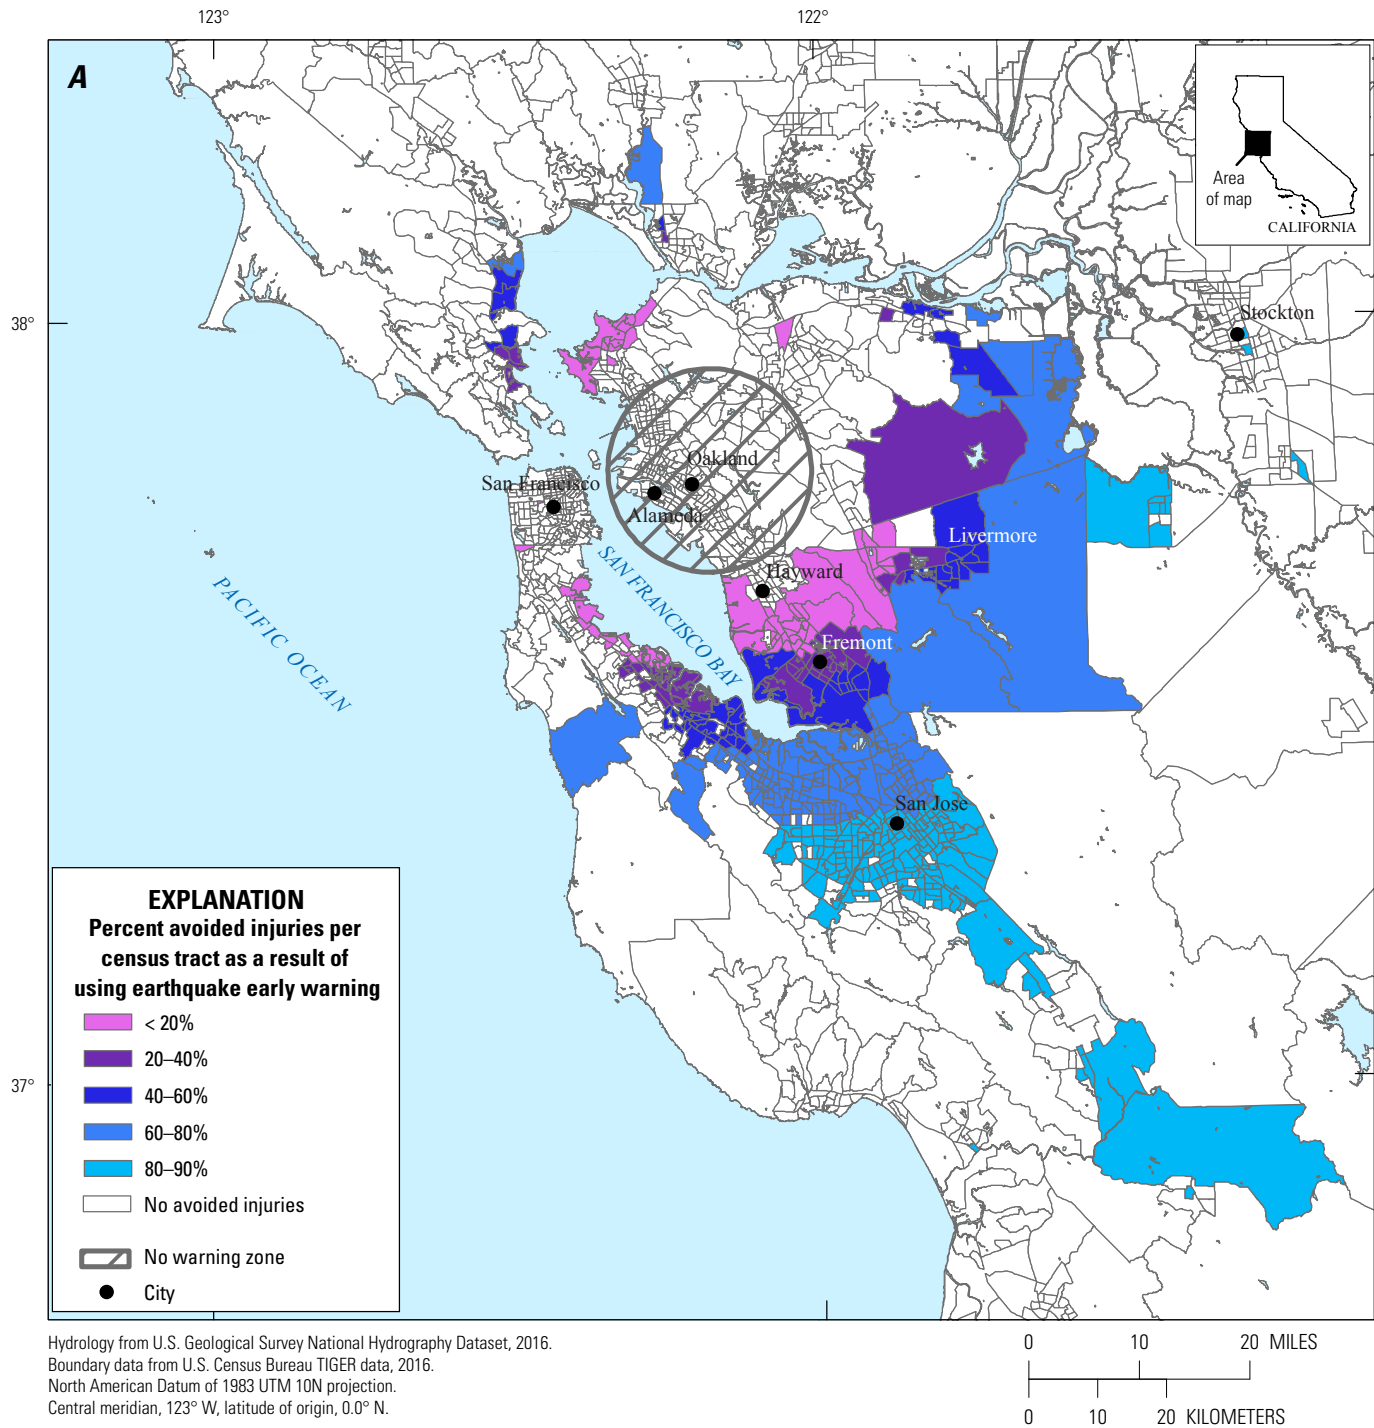 123°
122°
A
Area
of map
CALIFORNIA
38°
Stockton
Oakland
San Francisco
Alameda
Livermore
SAN FRANCISCO BAY
Hayward
PACIFIC OCEAN
Fremont
San Jose
EXPLANATION
Percent avoided injuries per
census tract as a result of
using earthquake early warning
< 20%
20–40%
40–60%
60–80%
80–90%
No avoided injuries
No warning zone
City
37°
Hydrology from U.S. Geological Survey National Hydrography Dataset, 2016.
Boundary data from U.S. Census Bureau TIGER data, 2016.
North American Datum of 1983 UTM 10N projection.
Central meridian, 123° W, latitude of origin, 0.0° N.
0 10 20 MILES
0 10 20 KILOMETERS